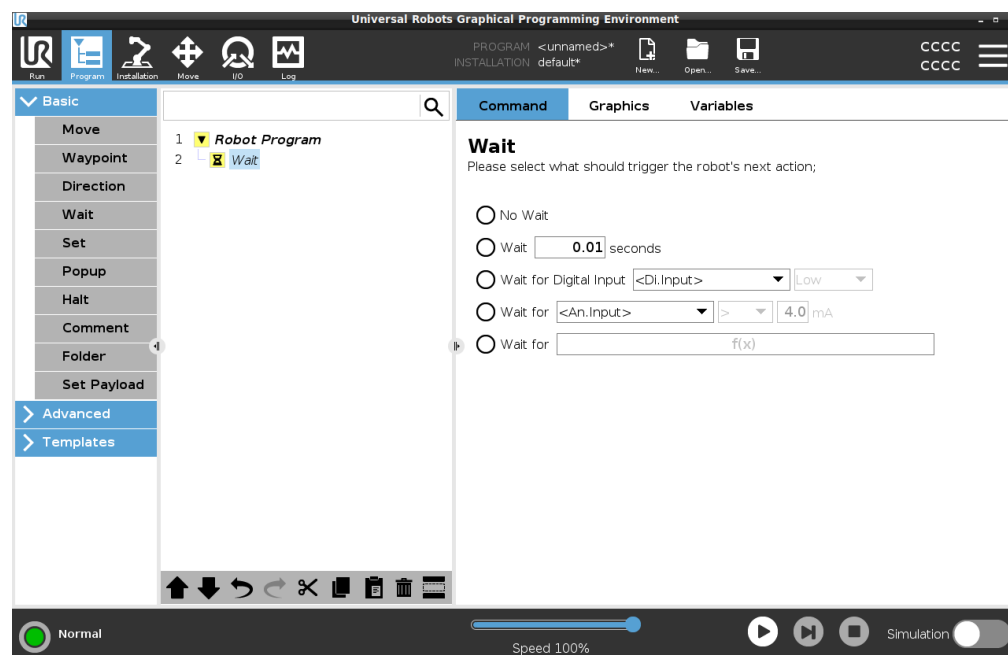 UR Universal Robots Graphical Programming Environment
UR
Run Program Installation Move I/O Log
PROGRAM <unnamed>*
INSTALLATION default*
New... Open... Save...
CCCC
CCCC
Basic
Move
Waypoint
Direction
Wait
Set
Popup
Halt
Comment
Folder
Set Payload
Advanced
Templates
1 Robot Program
2 Wait
Command Graphics Variables
Wait
Please select what should trigger the robot's next action;
No Wait
Wait 0.01 seconds
Wait for Digital Input <Di.Input> Low
Wait for <An.Input> > 4.0 mA
Wait for f(x)
Normal
Speed 100%
Simulation